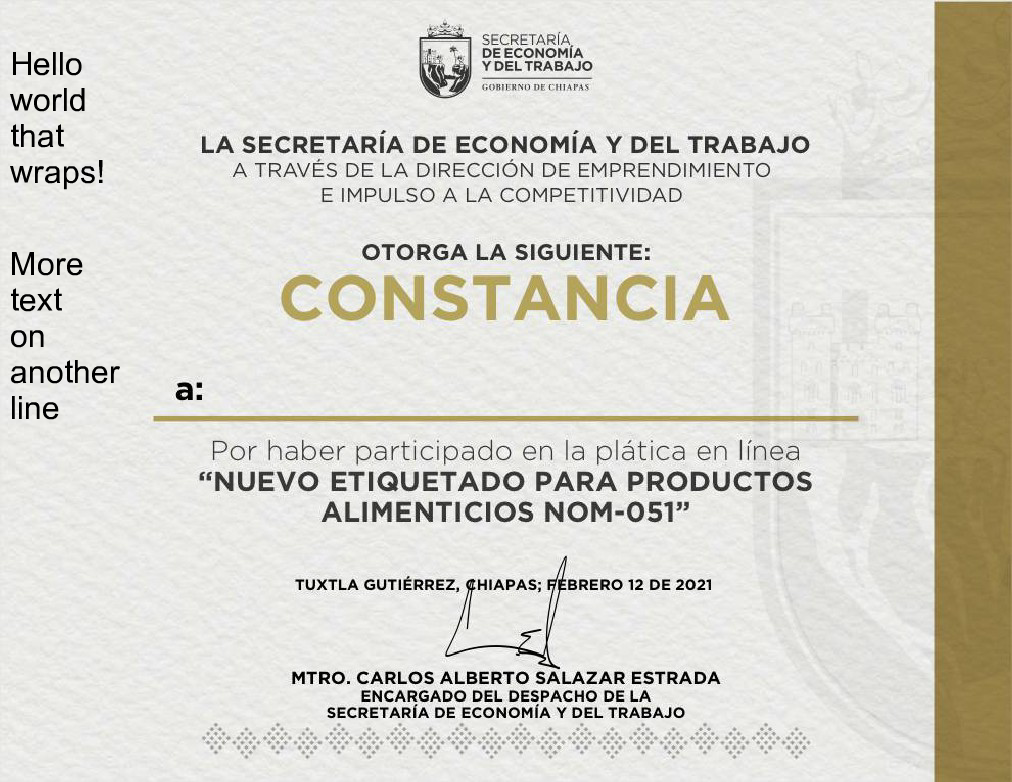 SECRETARÍA
DE ECONOMÍA
Y DEL TRABAJO
GOBIERNO DE CHIAPAS
Hello
world
that
wraps!
LA SECRETARÍA DE ECONOMÍA Y DEL TRABAJO
A TRAVÉS DE LA DIRECCIÓN DE EMPRENDIMIENTO
E IMPULSO A LA COMPETITIVIDAD
OTORGA LA SIGUIENTE:
CONSTANCIA
More
text
on
another
line
a:
Por haber participado en la plática en línea
“NUEVO ETIQUETADO PARA PRODUCTOS
ALIMENTICIOS NOM-051”
TUXTLA GUTIÉRREZ, CHIAPAS; FEBRERO 12 DE 2021
MTRO. CARLOS ALBERTO SALAZAR ESTRADA
ENCARGADO DEL DESPACHO DE LA
SECRETARÍA DE ECONOMÍA Y DEL TRABAJO